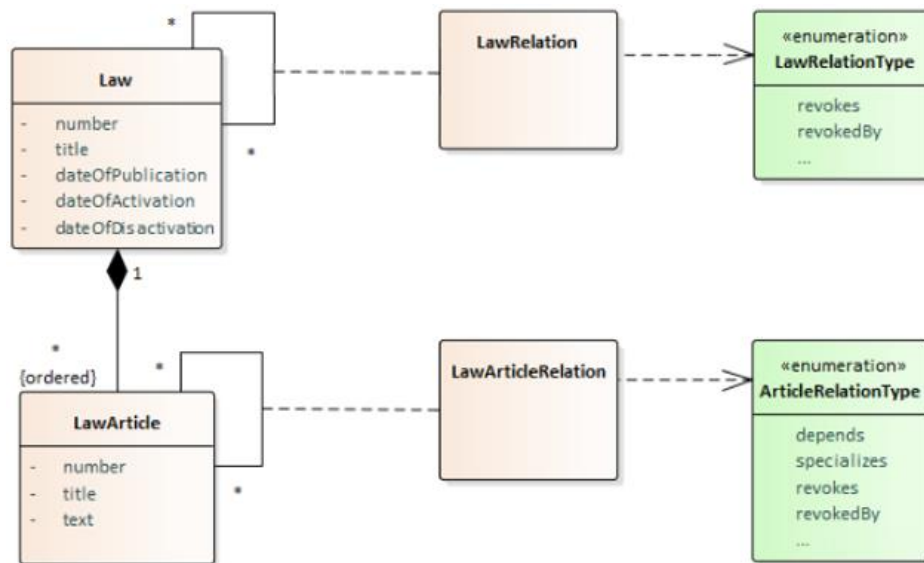 *
Law
- number
- title
- dateOfPublication
- dateOfActivation
- dateOfDisactivation
*
LawRelation
«enumeration»
LawRelationType
revokes
revokedBy
...
1
*
{ordered}
*
LawArticle
- number
- title
- text
*
LawArticleRelation
«enumeration»
ArticleRelationType
depends
specializes
revokes
revokedBy
...